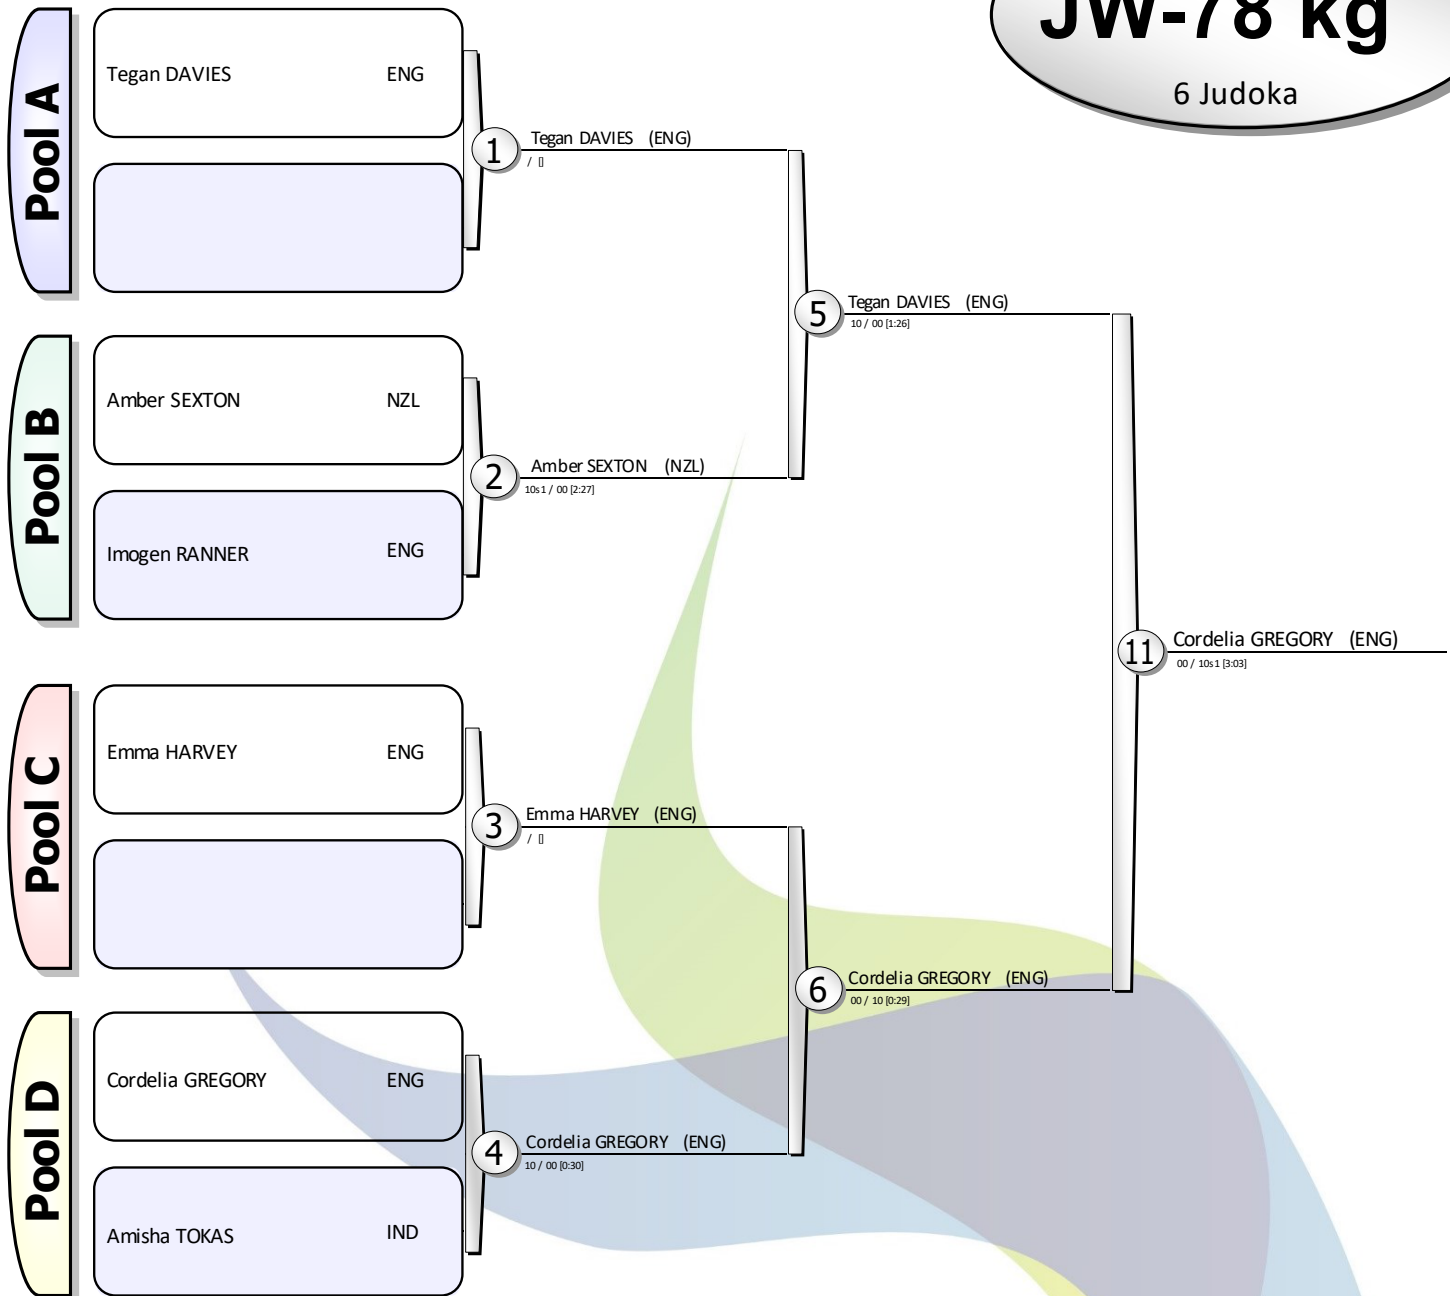 JW-78 kg
6 Judoka
Pool A
Tegan DAVIES ENG
1
Tegan DAVIES (ENG)
/ []
5
Tegan DAVIES (ENG)
10 / 00 [1:26]
Pool B
Amber SEXTON NZL
2
Amber SEXTON (NZL)
10s1 / 00 [2:27]
Imogen RANNER ENG
11
Cordelia GREGORY (ENG)
00 / 10s1 [3:03]
Pool C
Emma HARVEY ENG
3
Emma HARVEY (ENG)
/ []
6
Cordelia GREGORY (ENG)
00 / 10 [0:29]
Pool D
Cordelia GREGORY ENG
4
Cordelia GREGORY (ENG)
10 / 00 [0:30]
Amisha TOKAS IND